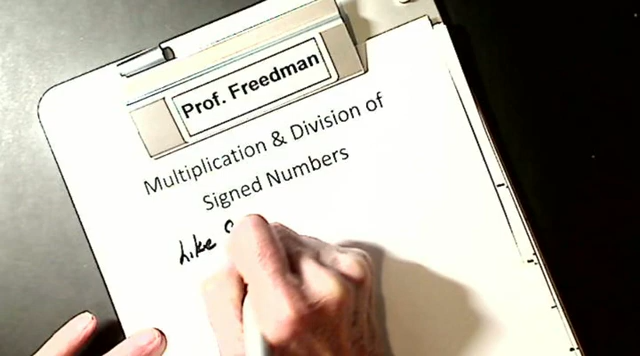 Prof. Freedman
Multiplication & Division of
Signed Numbers
Like